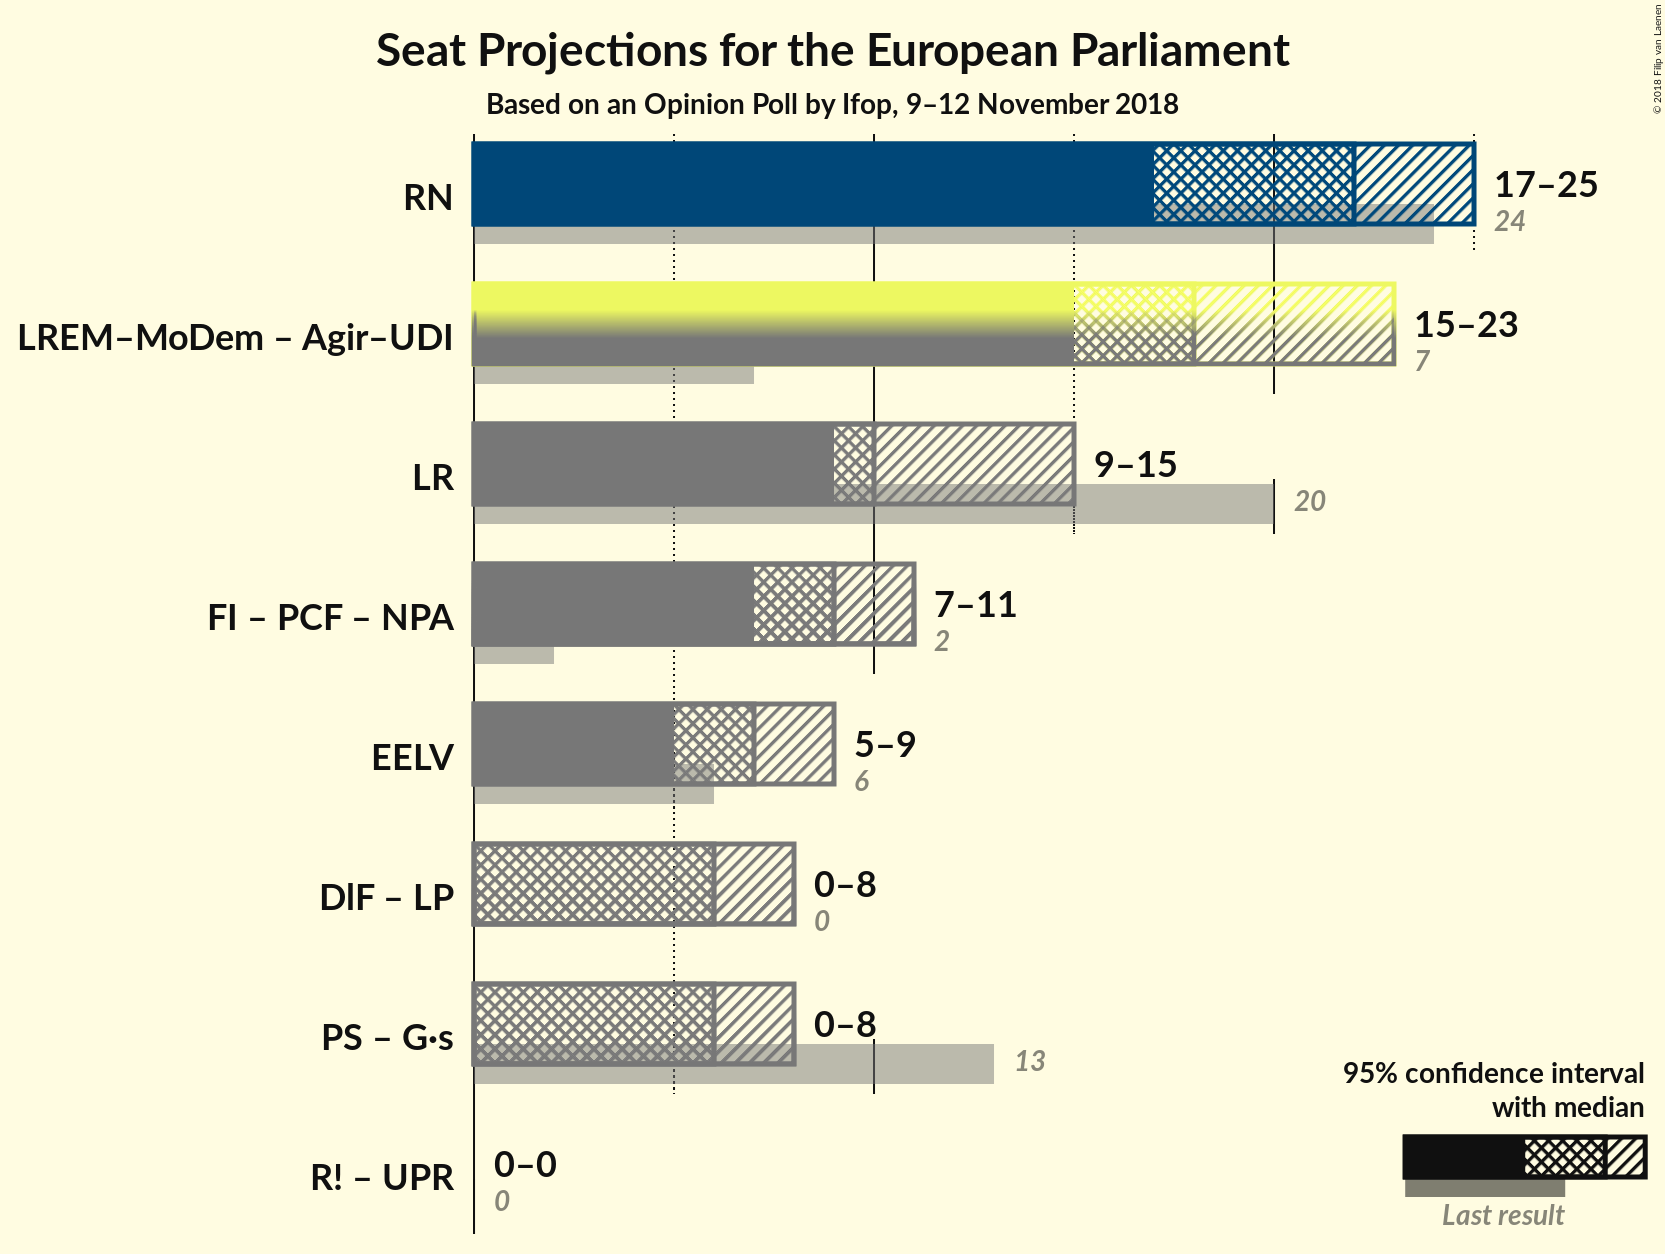 Seat Projections for the European Parliament
Based on an Opinion Poll by Ifop, 9–12 November 2018
© 2018 Filip van Laenen
RN
17–25
24
LREM–MoDem – Agir–UDI
15–23
7
LR
9–15
20
FI – PCF – NPA
7–11
2
EELV
5–9
6
DlF – LP
0–8
0
PS – G·s
0–8
13
R! – UPR
0–0
0
95% confidence interval
with median
Last result